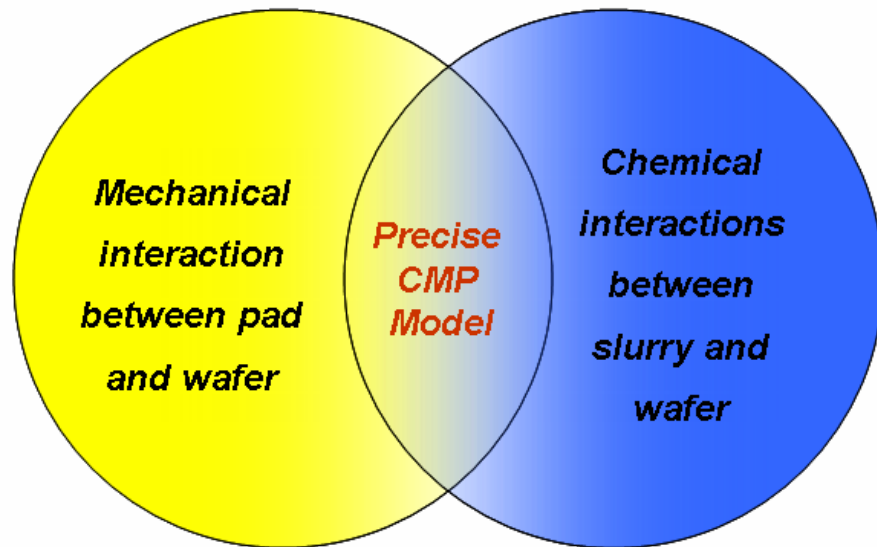 Mechanical
interaction
between pad
and wafer
Precise
CMP
Model
Chemical
interactions
between
slurry and
wafer